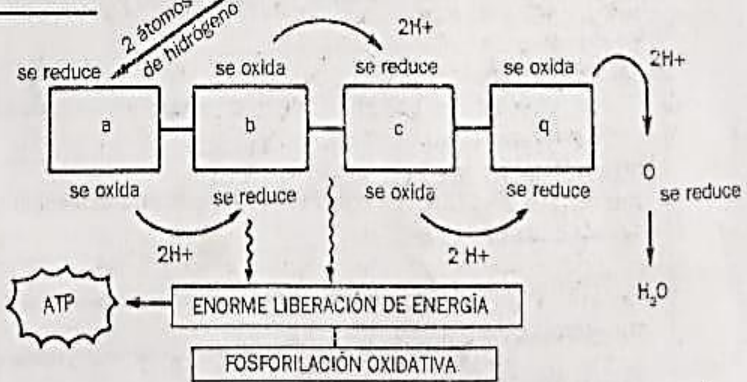 2 átomos
de hidrógeno
2H+
2H+
se reduce
se oxida
se reduce
se oxida
a
b
c
q
O
se oxida
se reduce
se oxida
se reduce
se reduce
2H+
2 H+
H₂O
ATP
ENORME LIBERACIÓN DE ENERGÍA
FOSFORILACIÓN OXIDATIVA